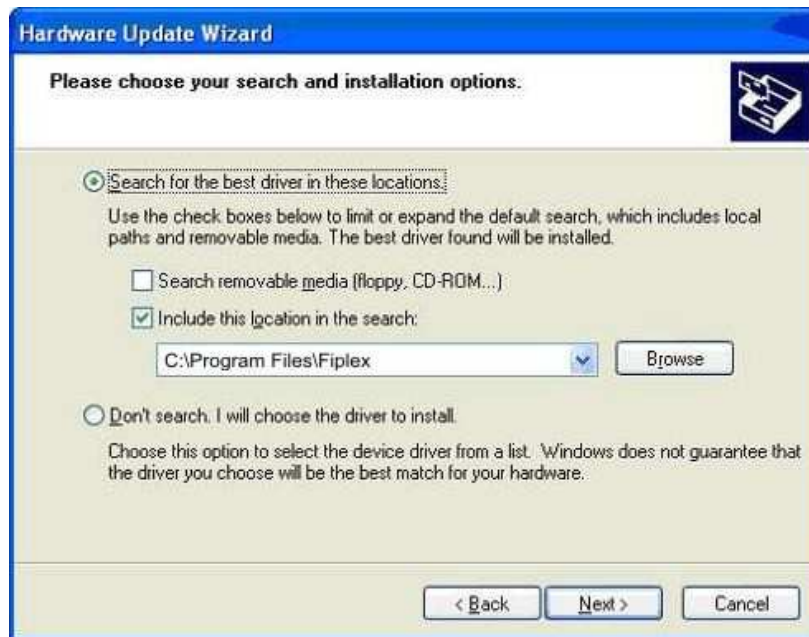 Hardware Update Wizard
Please choose your search and installation options.
Search for the best driver in these locations.
Use the check boxes below to limit or expand the default search, which includes local
paths and removable media. The best driver found will be installed.
Search removable media (floppy, CD-ROM...)
Include this location in the search:
C:\Program Files\Fiplex
Browse
Don't search. I will choose the driver to install.
Choose this option to select the device driver from a list. Windows does not guarantee that
the driver you choose will be the best match for your hardware.
< Back Next > Cancel